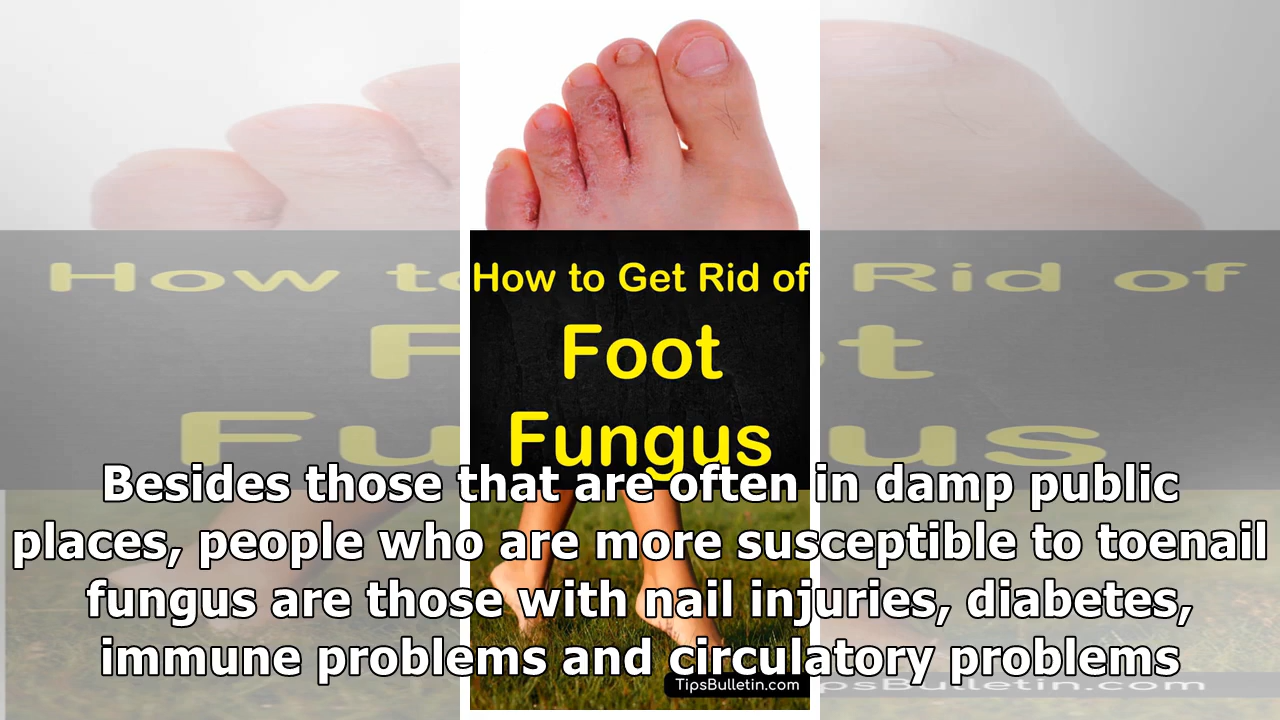 How to Get Rid of
Foot
Fungus
Besides those that are often in damp public
places, people who are more susceptible to toenail
fungus are those with nail injuries, diabetes,
immune problems and circulatory problems
TipsBulletin.com